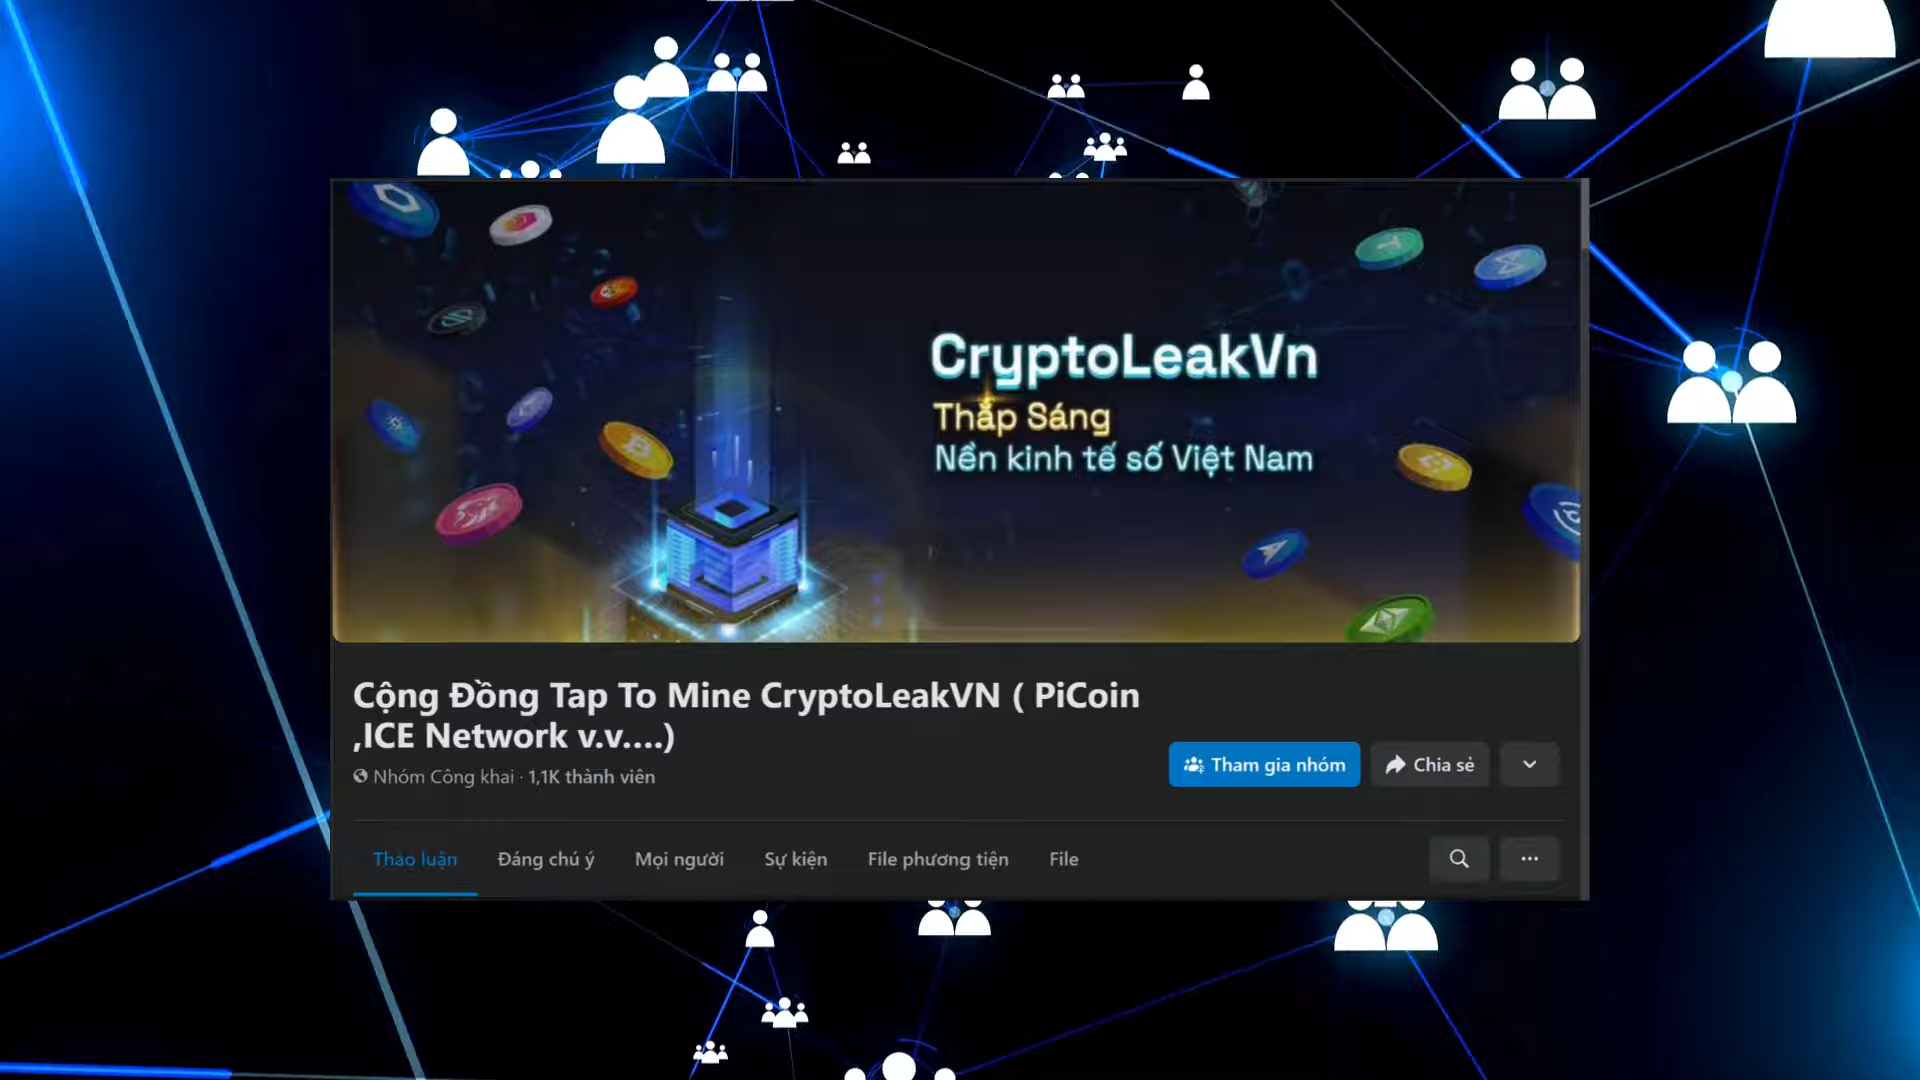 CryptoLeakVn
Thắp Sáng
Nền kinh tế số Việt Nam
Cộng Đồng Tap To Mine CryptoLeakVN ( PiCoin
,ICE Network v.v....)
Nhóm Công khai · 1,1K thành viên
Tham gia nhóm
Chia sẻ
Thảo luận
Đáng chú ý
Mọi người
Sự kiện
File phương tiện
File